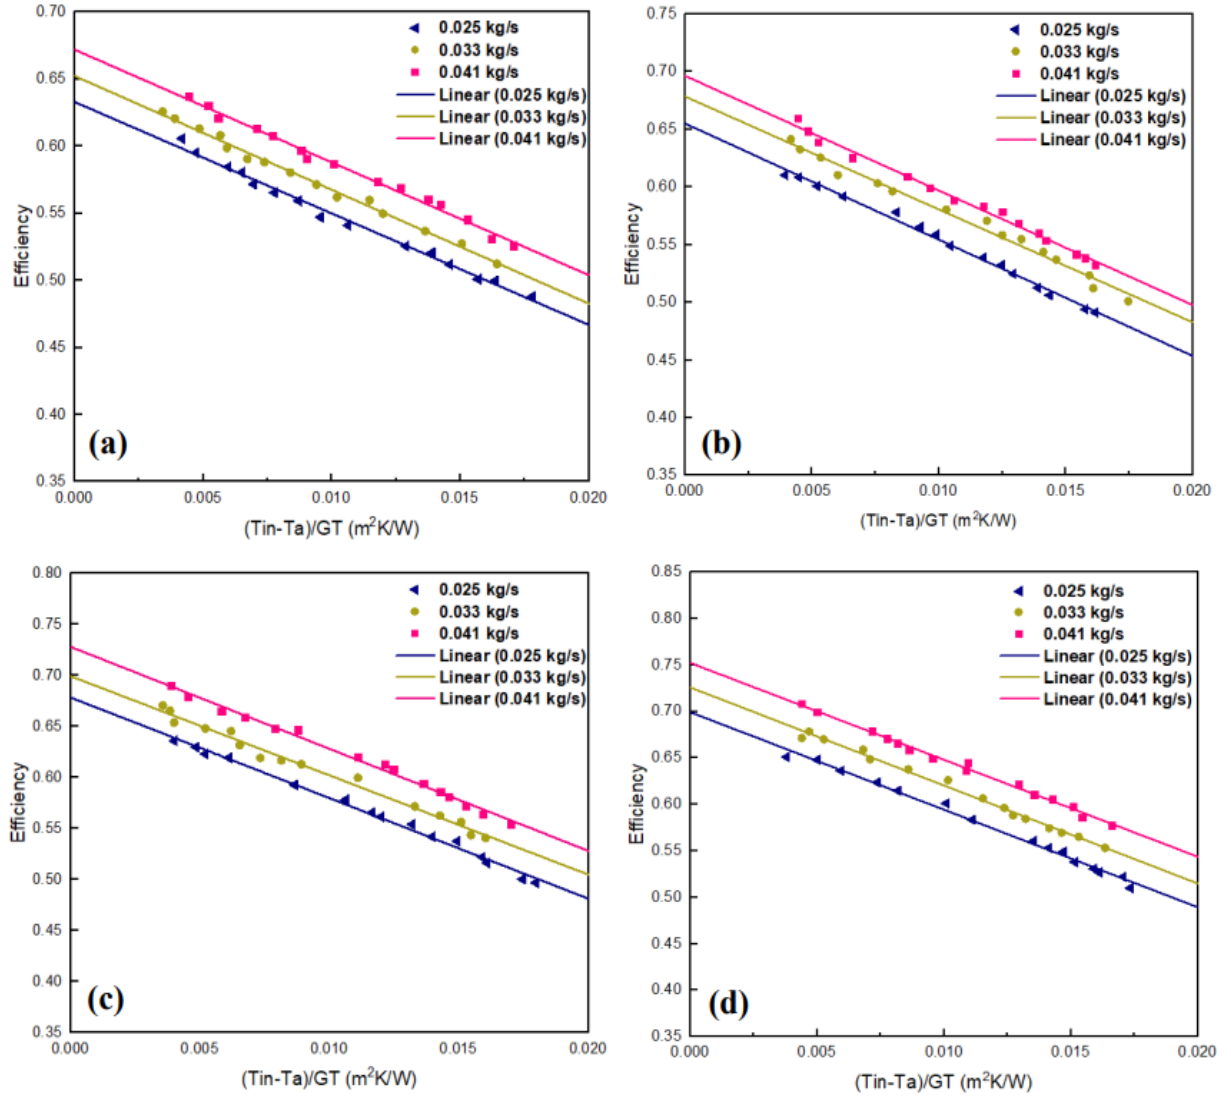 0.70
0.65
0.60
0.55
0.50
0.45
0.40
0.35
Efficiency
0.025 kg/s
0.033 kg/s
0.041 kg/s
Linear (0.025 kg/s)
Linear (0.033 kg/s)
Linear (0.041 kg/s)
(a)
0.000 0.005 0.010 0.015 0.020
(Tin-Ta)/GT (m²K/W)
0.75
0.70
0.65
0.60
0.55
0.50
0.45
0.40
0.35
Efficiency
0.025 kg/s
0.033 kg/s
0.041 kg/s
Linear (0.025 kg/s)
Linear (0.033 kg/s)
Linear (0.041 kg/s)
(b)
0.000 0.005 0.010 0.015 0.020
(Tin-Ta)/GT (m²K/W)
0.80
0.75
0.70
0.65
0.60
0.55
0.50
0.45
0.40
0.35
Efficiency
0.025 kg/s
0.033 kg/s
0.041 kg/s
Linear (0.025 kg/s)
Linear (0.033 kg/s)
Linear (0.041 kg/s)
(c)
0.000 0.005 0.010 0.015 0.020
(Tin-Ta)/GT (m²K/W)
0.85
0.80
0.75
0.70
0.65
0.60
0.55
0.50
0.45
0.40
0.35
Efficiency
0.025 kg/s
0.033 kg/s
0.041 kg/s
Linear (0.025 kg/s)
Linear (0.033 kg/s)
Linear (0.041 kg/s)
(d)
0.000 0.005 0.010 0.015 0.020
(Tin-Ta)/GT (m²K/W)